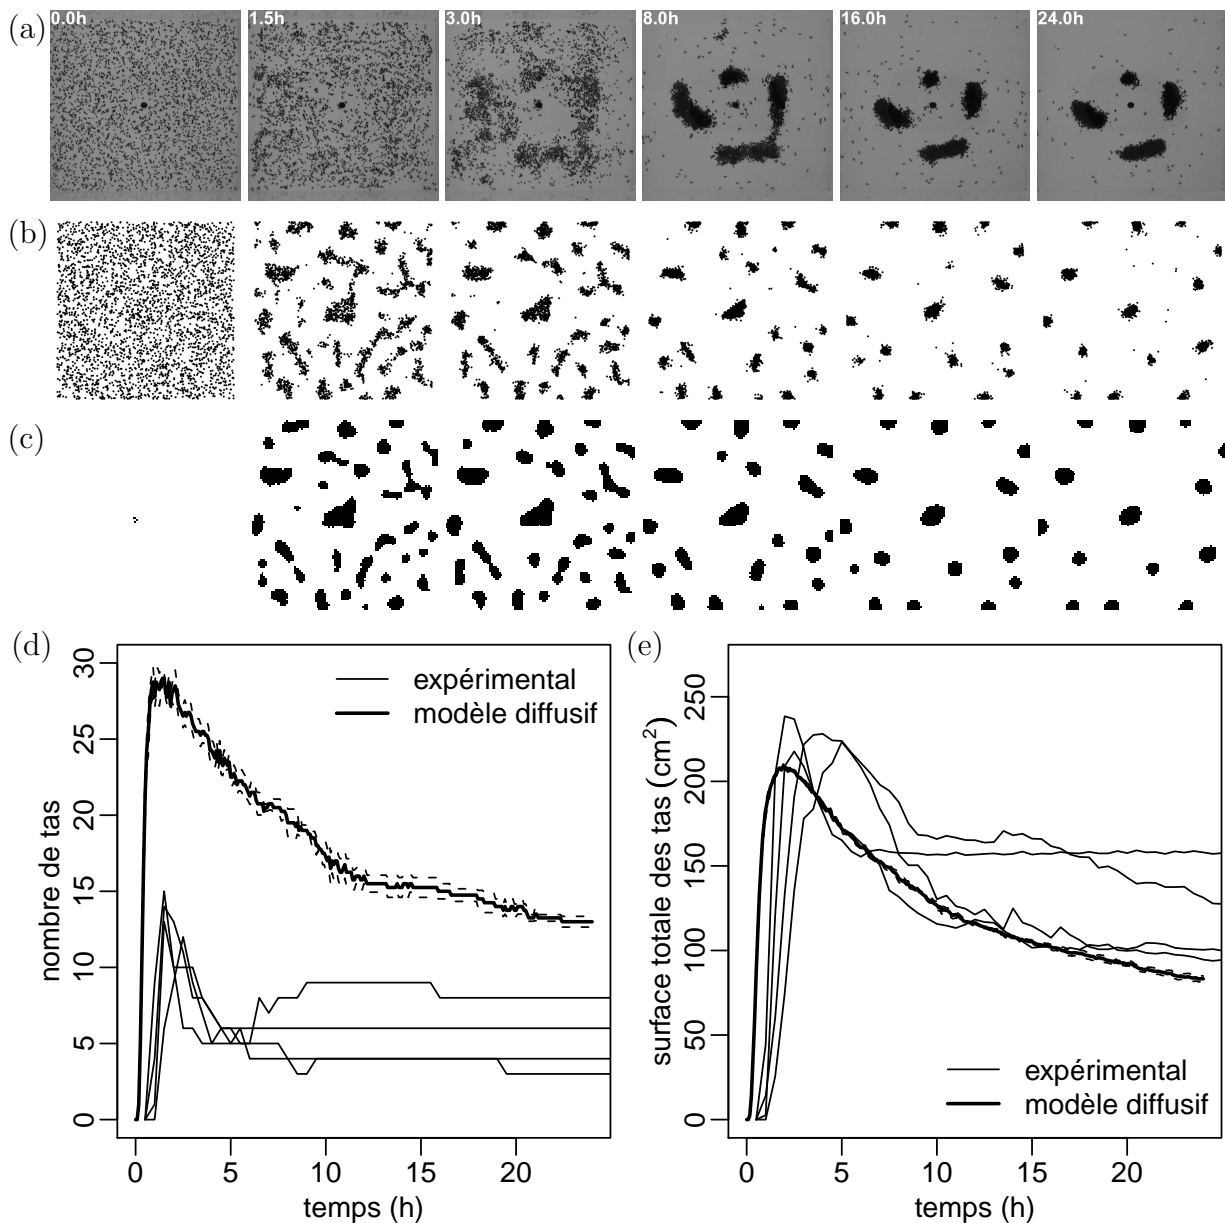 (a) 0.0h 1.5h 3.0h 8.0h 16.0h 24.0h
(b)
(c)
(d)
30
25
20
15
10
5
0
nombre de tas
expérimental
modèle diffusif
0 5 10 15 20
temps (h)
(e)
250
200
150
100
50
0
surface totale des tas (cm²)
expérimental
modèle diffusif
0 5 10 15 20
temps (h)